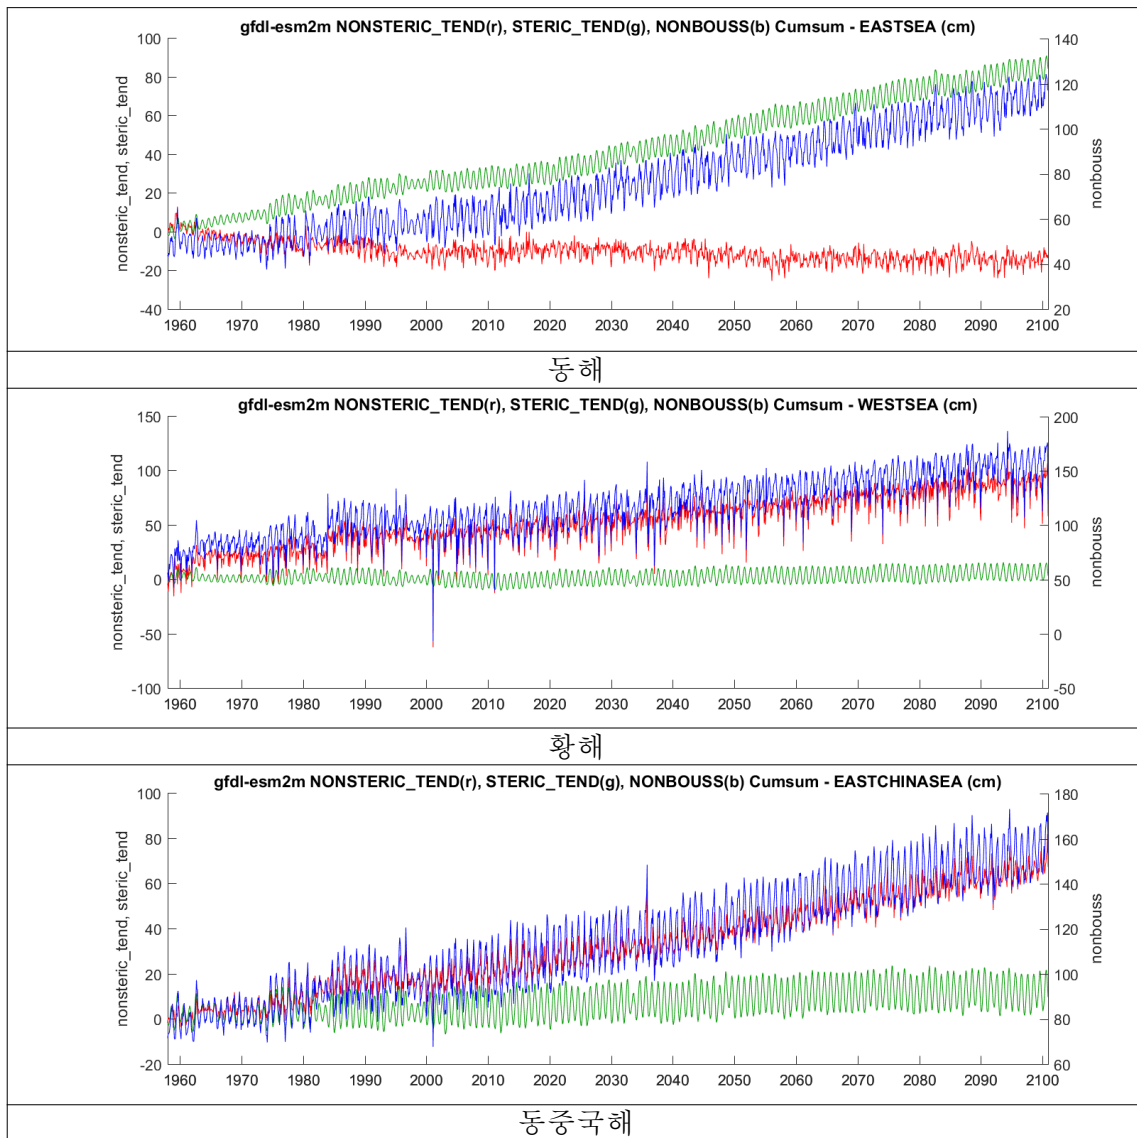 gfdl-esm2m NONSTERIC_TEND(r), STERIC_TEND(g), NONBOUSS(b) Cumsum - EASTSEA (cm)
100
80
60
40
20
0
-20
-40
nonsteric_tend, steric_tend
140
120
100
80
60
40
20
nonbouss
1960 1970 1980 1990 2000 2010 2020 2030 2040 2050 2060 2070 2080 2090 2100
동해
gfdl-esm2m NONSTERIC_TEND(r), STERIC_TEND(g), NONBOUSS(b) Cumsum - WESTSEA (cm)
150
100
50
0
-50
-100
nonsteric_tend, steric_tend
200
150
100
50
0
-50
nonbouss
1960 1970 1980 1990 2000 2010 2020 2030 2040 2050 2060 2070 2080 2090 2100
황해
gfdl-esm2m NONSTERIC_TEND(r), STERIC_TEND(g), NONBOUSS(b) Cumsum - EASTCHINASEA (cm)
100
80
60
40
20
0
-20
nonsteric_tend, steric_tend
180
160
140
120
100
80
60
nonbouss
1960 1970 1980 1990 2000 2010 2020 2030 2040 2050 2060 2070 2080 2090 2100
동중국해